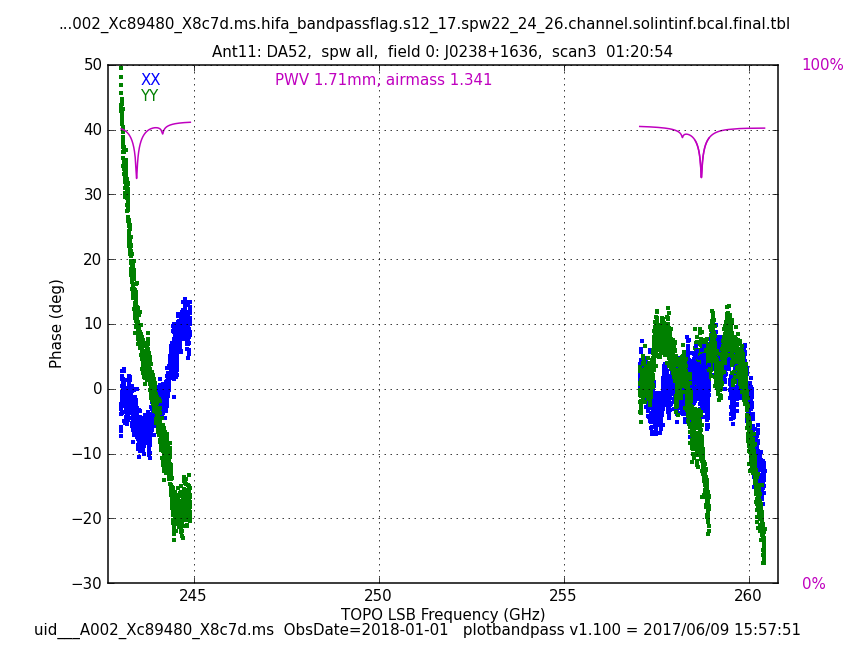 ...002_Xc89480_X8c7d.ms.hifa_bandpassflag.s12_17.spw22_24_26.channel.solintinf.bcal.final.tbl
Ant11: DA52, spw all, field 0: J0238+1636, scan3 01:20:54
50
XX
PWV 1.71mm, airmass 1.341
100%
YY
40
30
20
10
0
−10
−20
−30
0%
Phase (deg)
245
250
255
260
TOPO LSB Frequency (GHz)
uid___A002_Xc89480_X8c7d.ms ObsDate=2018-01-01 plotbandpass v1.100 = 2017/06/09 15:57:51